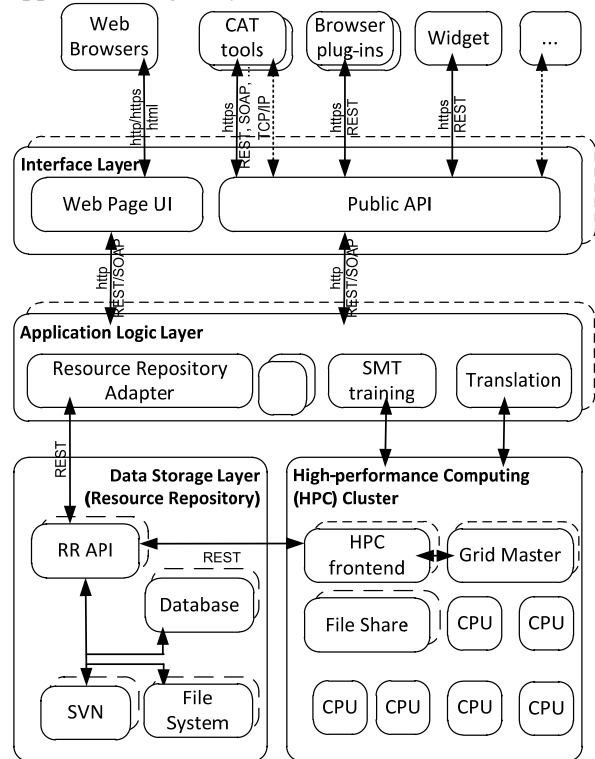 Web
Browsers
CAT
tools
Browser
plug-ins
Widget
...
http/https
html
https
REST, SOAP, ...
TCP/IP
https
REST
https
REST
Interface Layer
Web Page UI
Public API
http
REST/SOAP
http
REST/SOAP
Application Logic Layer
Resource Repository
Adapter
SMT
training
Translation
REST
Data Storage Layer
(Resource Repository)
High-performance Computing
(HPC) Cluster
RR API
REST
HPC
frontend
Grid Master
Database
File Share
CPU
CPU
SVN
File
System
CPU
CPU
CPU
CPU